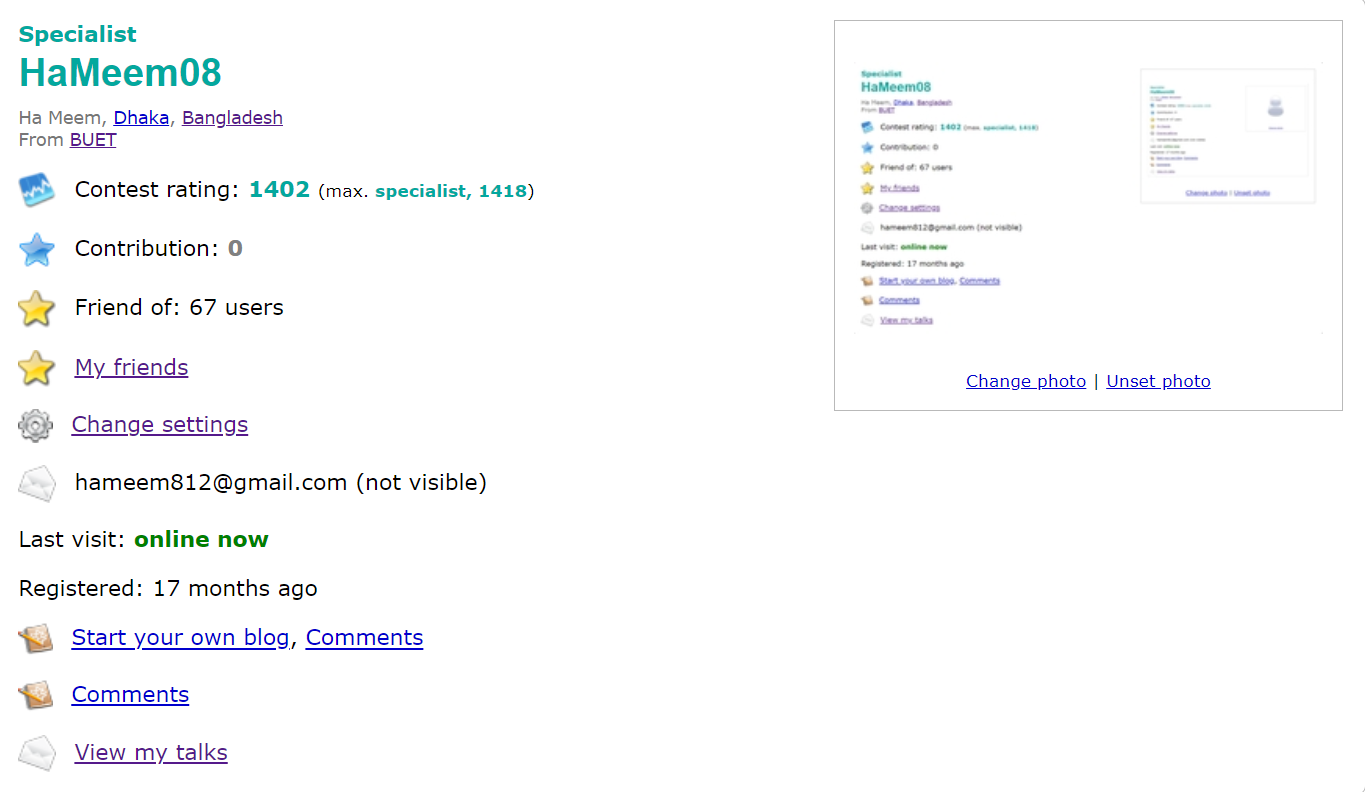 Specialist
HaMeem08
Ha Meem, Dhaka, Bangladesh
From BUET
Contest rating: 1402 (max. specialist, 1418)
Contribution: 0
Friend of: 67 users
My friends
Change settings
hameem812@gmail.com (not visible)
Last visit: online now
Registered: 17 months ago
Start your own blog, Comments
Comments
View my talks
Specialist
HaMeem08
Ha Meem, Dhaka, Bangladesh
From BUET
Contest rating: 1402 (max. specialist, 1418)
Contribution: 0
Friend of: 67 users
My friends
Change settings
hameem812@gmail.com (not visible)
Last visit: online now
Registered: 17 months ago
Start your own blog, Comments
Comments
View my talks
Change photo | Unset photo
Change photo | Unset photo